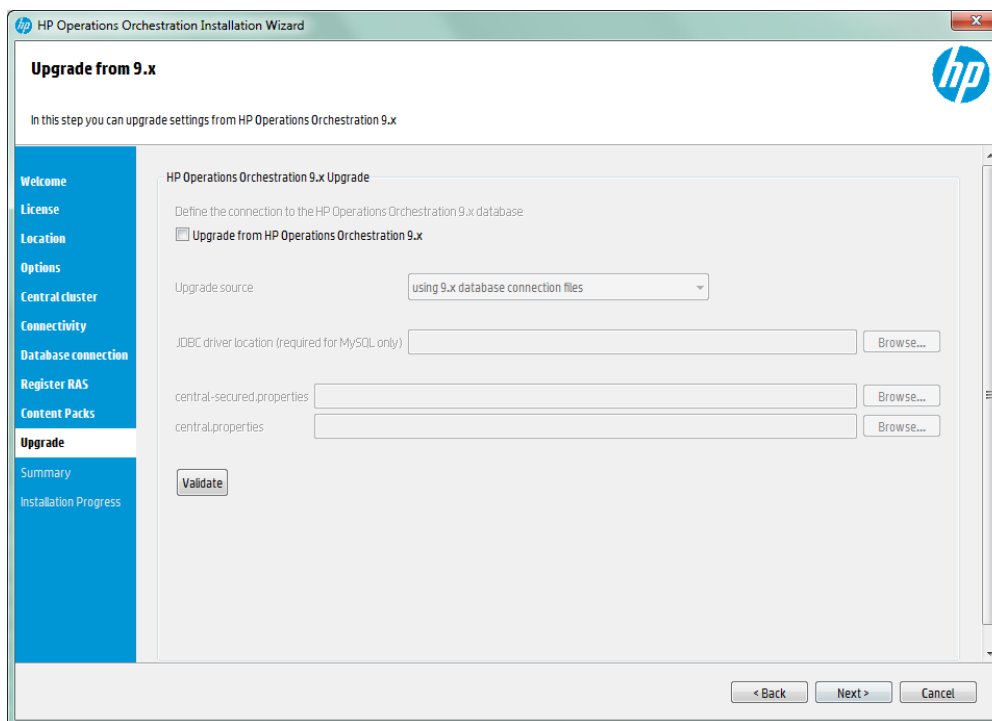 HP Operations Orchestration Installation Wizard
Upgrade from 9.x
hp
In this step you can upgrade settings from HP Operations Orchestration 9.x
Welcome
License
Location
Options
Central cluster
Connectivity
Database connection
Register RAS
Content Packs
Upgrade
Summary
Installation Progress
HP Operations Orchestration 9.x Upgrade
Define the connection to the HP Operations Orchestration 9.x database
Upgrade from HP Operations Orchestration 9.x
Upgrade source using 9.x database connection files
JDBC driver location (required for MySQL only) Browse...
central-secured.properties Browse...
central.properties Browse...
Validate
< Back Next > Cancel